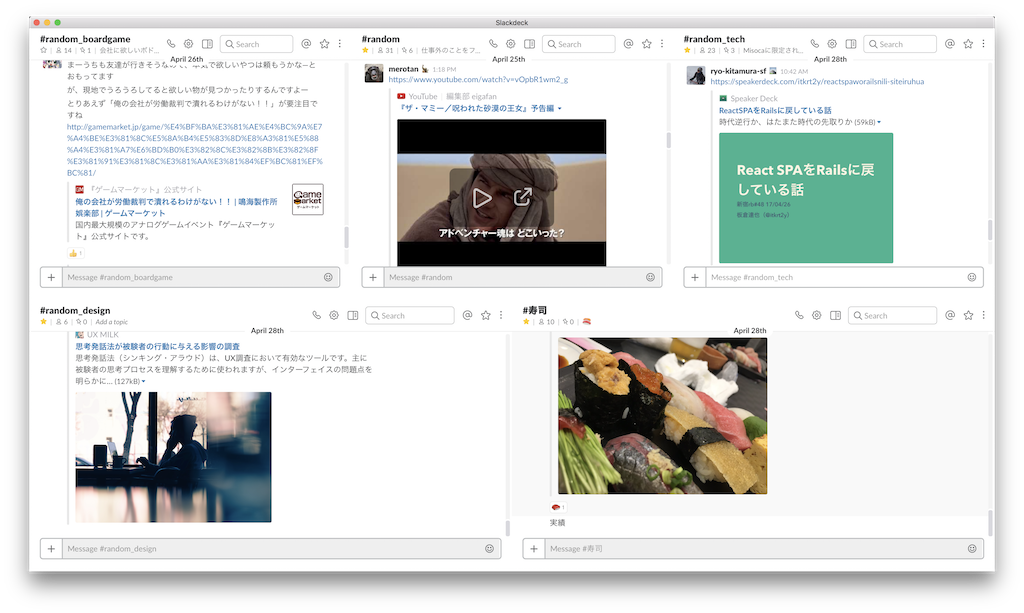 Slackdeck
#random_boardgame
14 | 1 | 会社に欲しいボド...
Search
April 26th
まーうちも友達が行きそうなので、本気で欲しいやつは頼もうかな―と
おもってます
が、現地でうろうろしてると欲しい物が見つかったりするんですよー
とりあえず「俺の会社が労働裁判で潰れるわけがない！！」が要注目で
すね
http://gamemarket.jp/game/%E4%BF%BA%E3%81%AE%E4%BC%9A%E7
%A4%BE%E3%81%8C%E5%8A%B4%E5%83%8D%E8%A3%81%E5%88
%A4%E3%81%A7%E6%BD%B0%E3%82%8C%E3%82%8B%E3%82%8F
%E3%81%91%E3%81%8C%E3%81%AA%E3%81%84%EF%BC%81%EF%
BC%81/
『ゲームマーケット』公式サイト
俺の会社が労働裁判で潰れるわけがない！！ | 鳴海製作所
娯楽部 | ゲームマーケット
国内最大規模のアナログゲームイベント『ゲームマーケッ
ト』公式サイトです。
Game
market
1
Message #random_boardgame
#random
31 | 6 | 仕事外のことをフ...
Search
April 25th
merotan 1:18 PM
https://www.youtube.com/watch?v=vOpbR1wm2_g
YouTube | 編集部 eigafan
『ザ・マミー／呪われた砂漠の王女』予告編
アドベンチャー魂は どこいった？
Message #random
#random_tech
23 | 3 | Misocaに限定され...
Search
April 28th
ryo-kitamura-sf 10:42 AM
https://speakerdeck.com/itkrt2y/reactspaworailsnili-siteiruhua
Speaker Deck
ReactSPAをRailsに戻している話
時代逆行か、はたまた時代の先取りか (59kB)
React SPAをRailsに戻
している話
17/04/26
(@itkrt2y)
Message #random_tech
#random_design
6 | 0 | Add a topic
Search
April 28th
UX MILK
思考発話法が被験者の行動に与える影響の調査
思考発話法（シンキング・アラウド）は、UX調査において有効なツールです。主に
被験者の思考プロセスを理解するために使われますが、インターフェイスの問題点を
明らかに... (127kB)
Message #random_design
#寿司
10 | 0 |
Search
April 28th
1
実績
Message #寿司